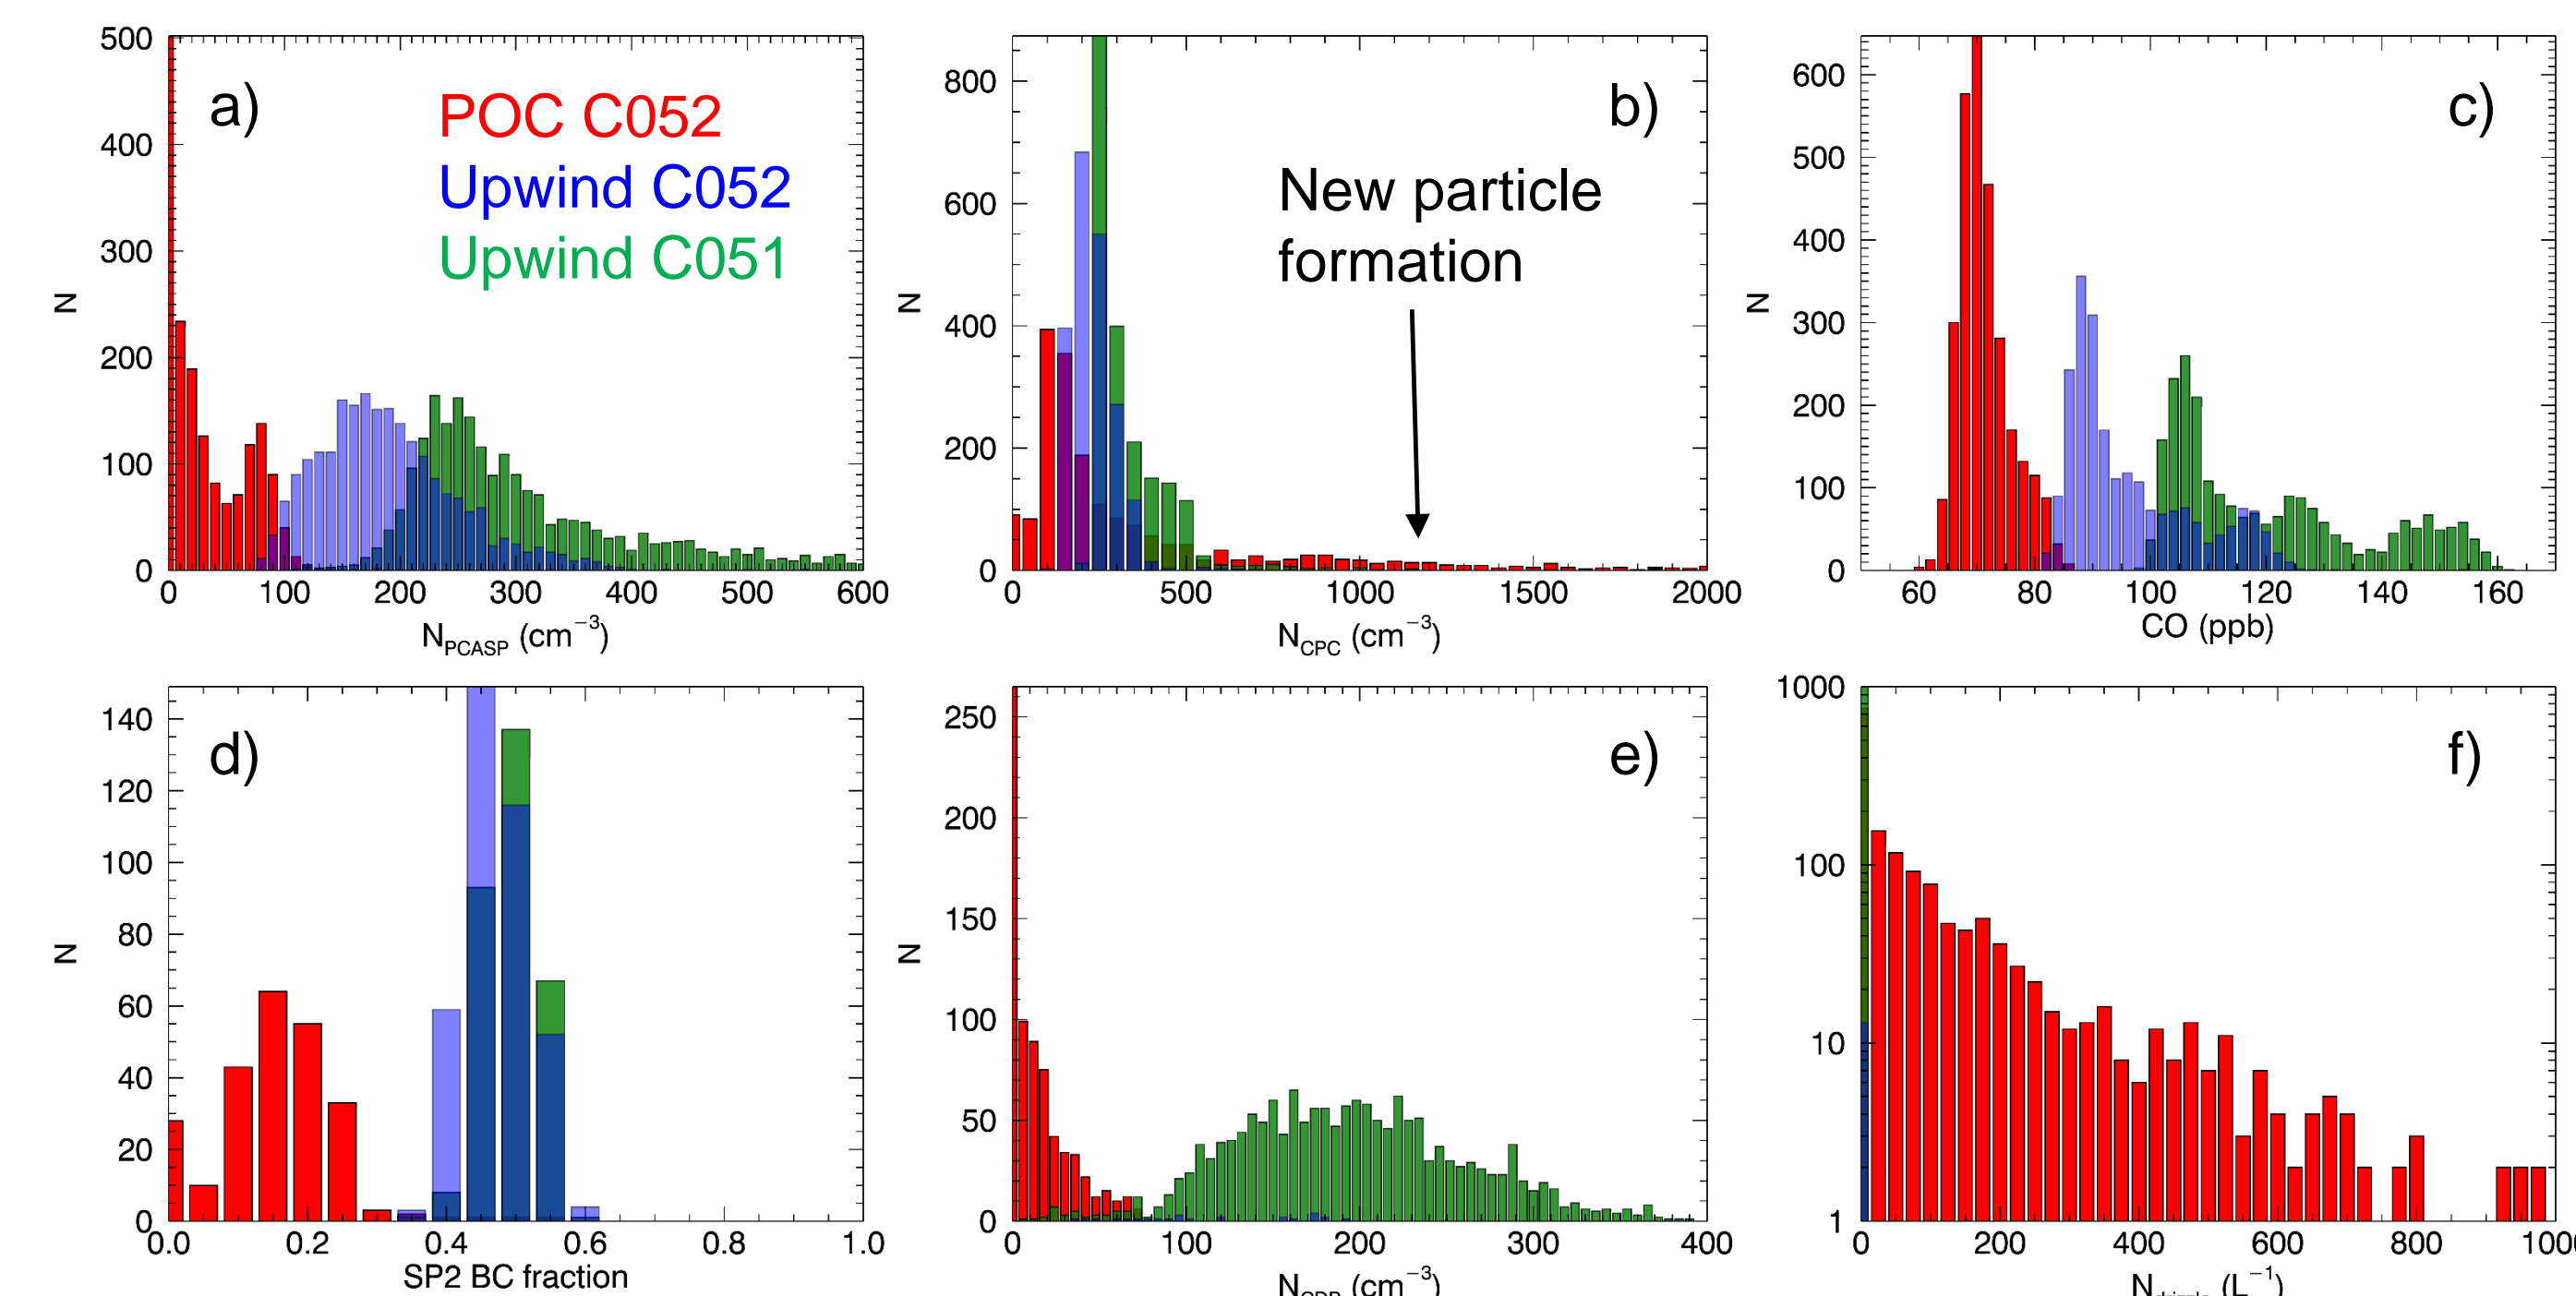 500
400
300
200
100
0
N
a)
POC C052
Upwind C052
Upwind C051
0 100 200 300 400 500 600
N_PCASP (cm⁻³)
800
600
400
200
0
N
b)
New particle
formation
0 500 1000 1500 2000
N_CPC (cm⁻³)
600
500
400
300
200
100
0
N
c)
60 80 100 120 140 160
CO (ppb)
140
120
100
80
60
40
20
0
N
d)
0.0 0.2 0.4 0.6 0.8 1.0
SP2 BC fraction
250
200
150
100
50
0
N
e)
0 100 200 300 400
(cm⁻³)
1000
100
10
1
f)
0 200 400 600 800
(L⁻¹)